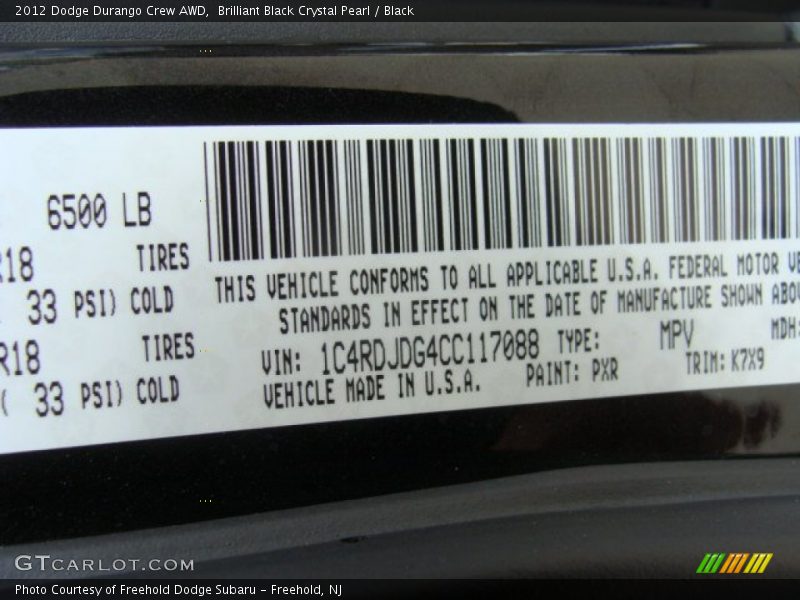 2012 Dodge Durango Crew AWD,  Brilliant Black Crystal Pearl / Black
6500 LB
R18 TIRES
33 PSI) COLD
R18 TIRES
( 33 PSI) COLD
THIS VEHICLE CONFORMS TO ALL APPLICABLE U.S.A. FEDERAL MOTOR
STANDARDS IN EFFECT ON THE DATE OF MANUFACTURE SHOWN
VIN: 1C4RDJDG4CC117088 TYPE: MPV MDH:
VEHICLE MADE IN U.S.A. PAINT: PXR TRIM: K7X9
GTCARLOT.COM
Photo Courtesy of Freehold Dodge Subaru – Freehold, NJ